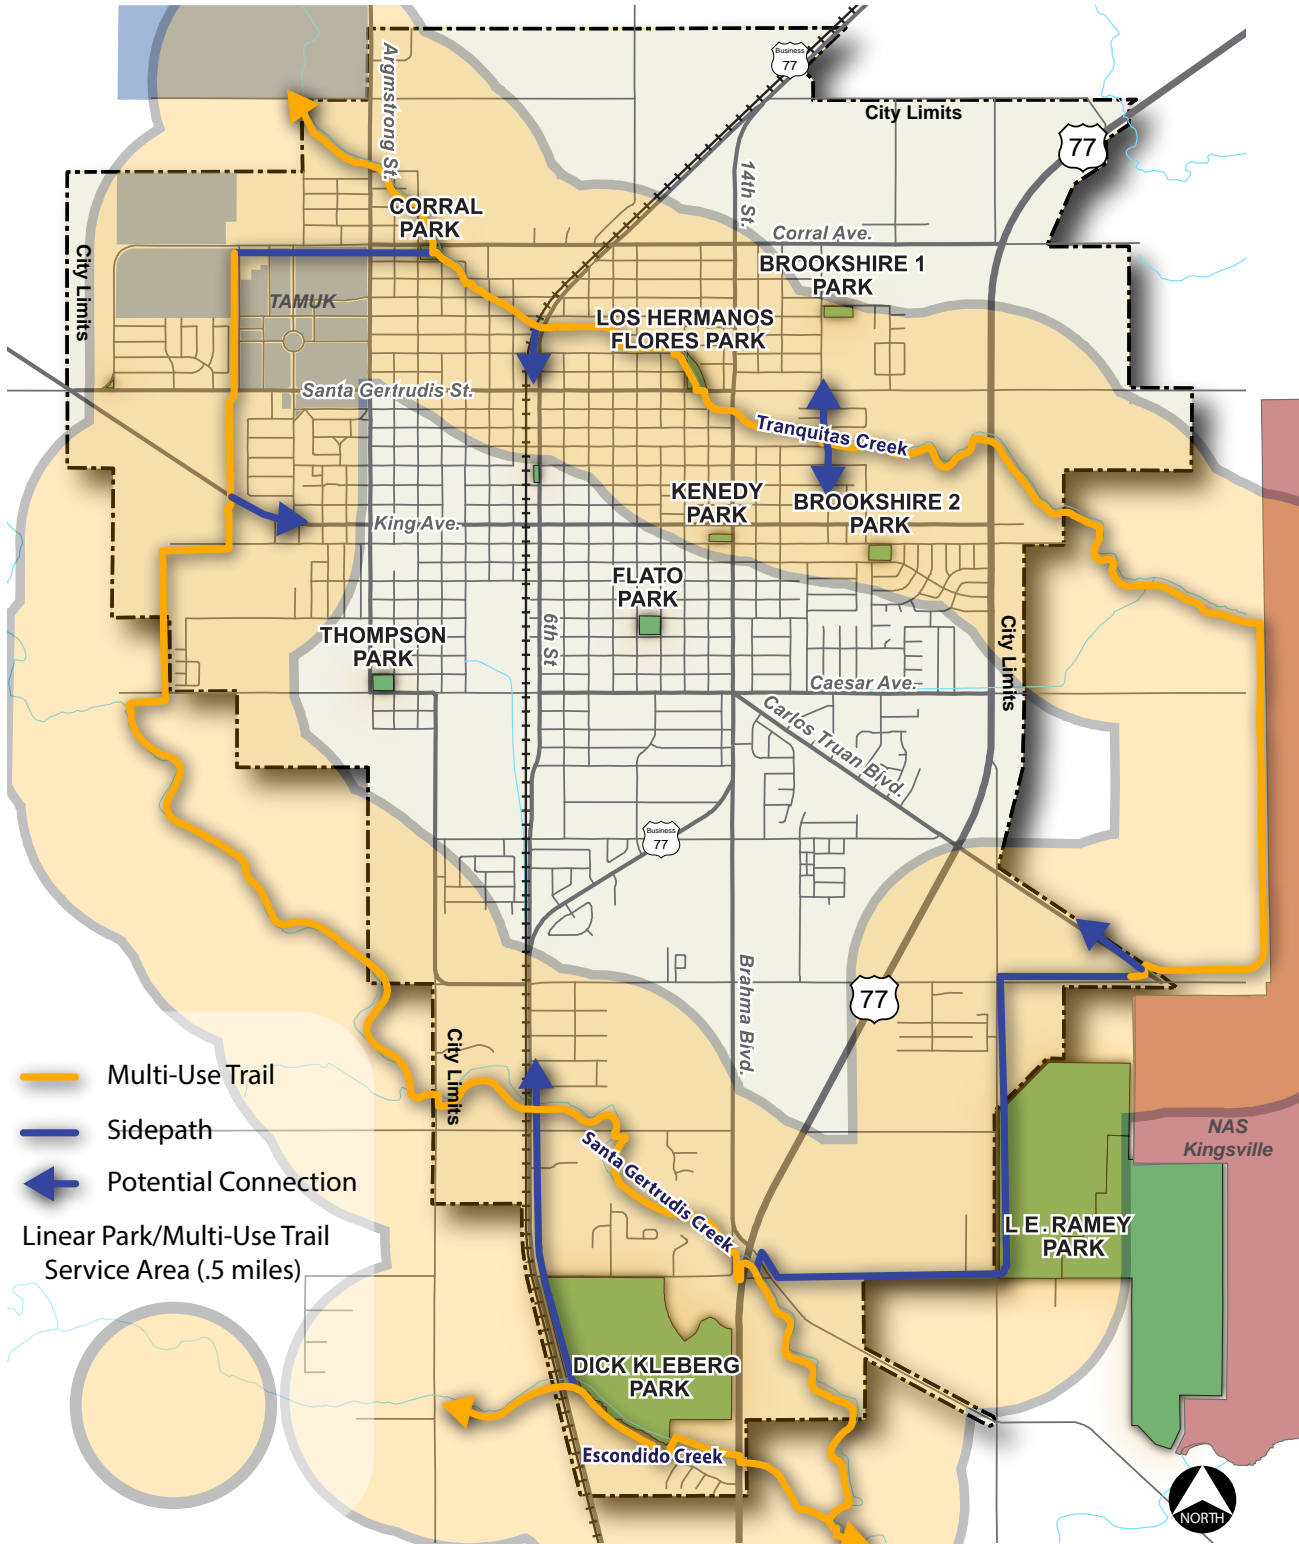 Business
77
City Limits
77
Argmstrong St.
14th St.
CORRAL
PARK
Corral Ave.
BROOKSHIRE 1
PARK
City Limits
TAMUK
LOS HERMANOS
FLORES PARK
Santa Gertrudis St.
Tranquitas Creek
KENEDY
PARK
BROOKSHIRE 2
PARK
King Ave.
FLATO
PARK
THOMPSON
PARK
6th St
City Limits
Caesar Ave.
Carlos Truan Blvd.
Business
77
Brahma Blvd.
77
City Limits
Multi-Use Trail
Sidepath
Potential Connection
Linear Park/Multi-Use Trail
Service Area (.5 miles)
Santa Gertrudis Creek
NAS
Kingsville
L E. RAMEY
PARK
DICK KLEBERG
PARK
Escondido Creek
NORTH